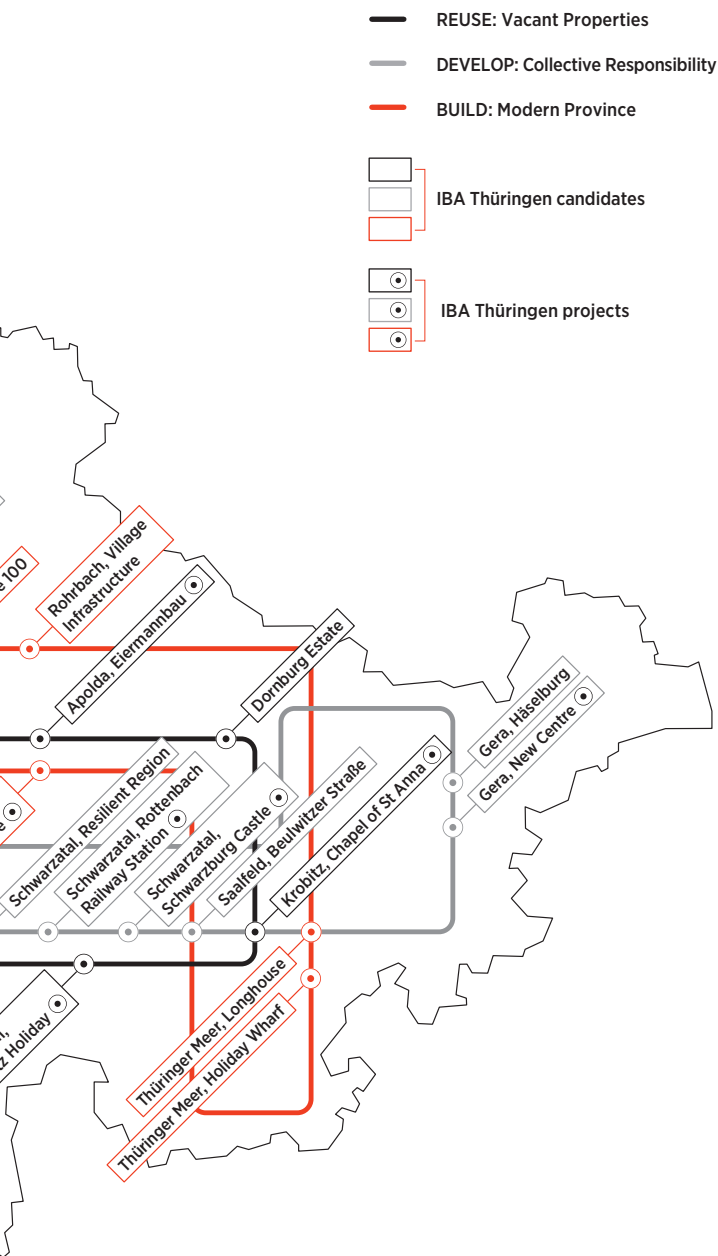 REUSE: Vacant Properties
DEVELOP: Collective Responsibility
BUILD: Modern Province
IBA Thüringen candidates
IBA Thüringen projects
100
Rohrbach, Village
Infrastructure
Apolda, Eiermannbau
Dornburg Estate
Gera, Häselburg
Gera, New Centre
Schwarzatal, Resilient Region
Schwarzatal, Rottenbach
Railway Station
Schwarzatal,
Schwarzburg Castle
Saalfeld, Beulwitzer Straße
Krobitz, Chapel of St Anna
Thüringer Meer, Longhouse
Thüringer Meer, Holiday Wharf
Holiday